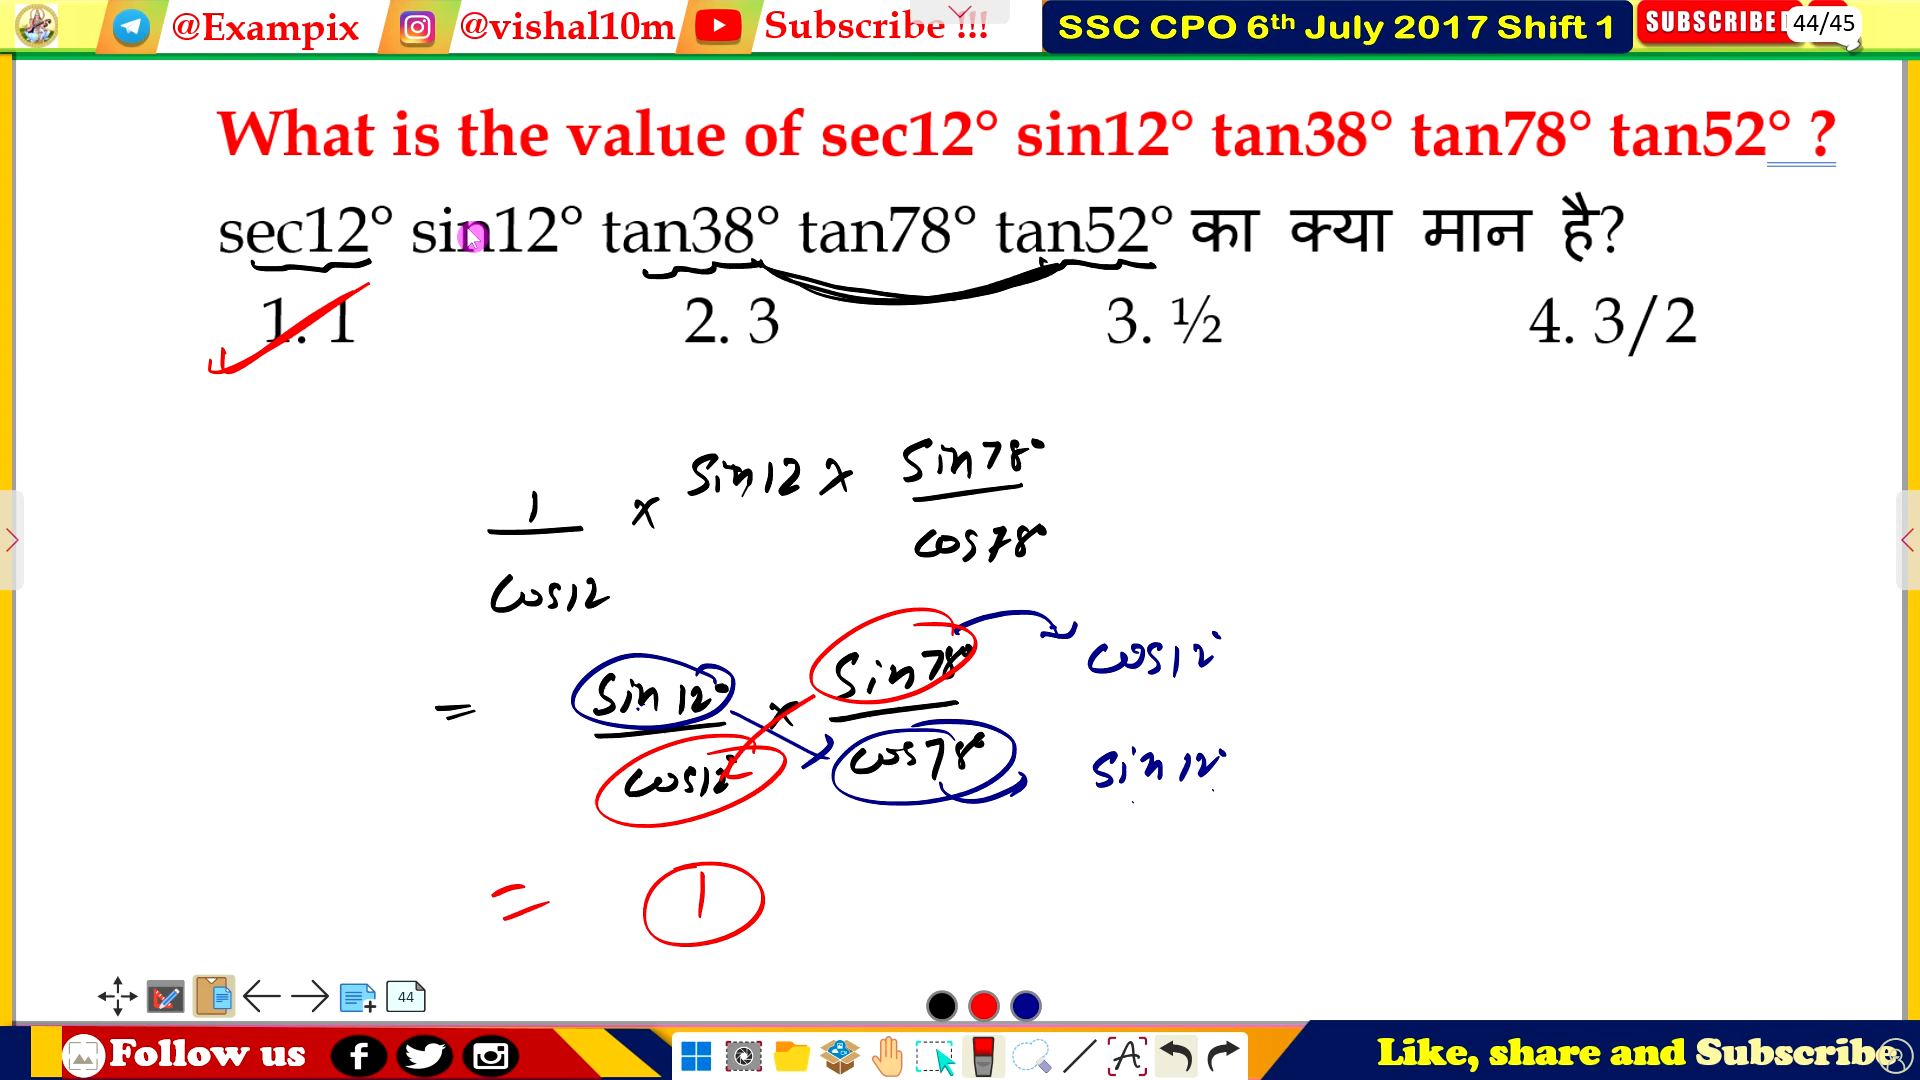 @Exampix @vishal10m Subscribe !!! SSC CPO 6th July 2017 Shift 1 SUBSCRIBE 44/45
What is the value of sec12° sin12° tan38° tan78° tan52° ?
sec12° sin12° tan38° tan78° tan52° का क्या मान है?
1. 1 2. 3 3. ½ 4. 3/2
1/cos12 × sin12 × sin78°/cos78°
= sin12°/cos12° × sin78°/cos78° cos12° sin12°
= 1
44
Follow us Like, share and Subscribe